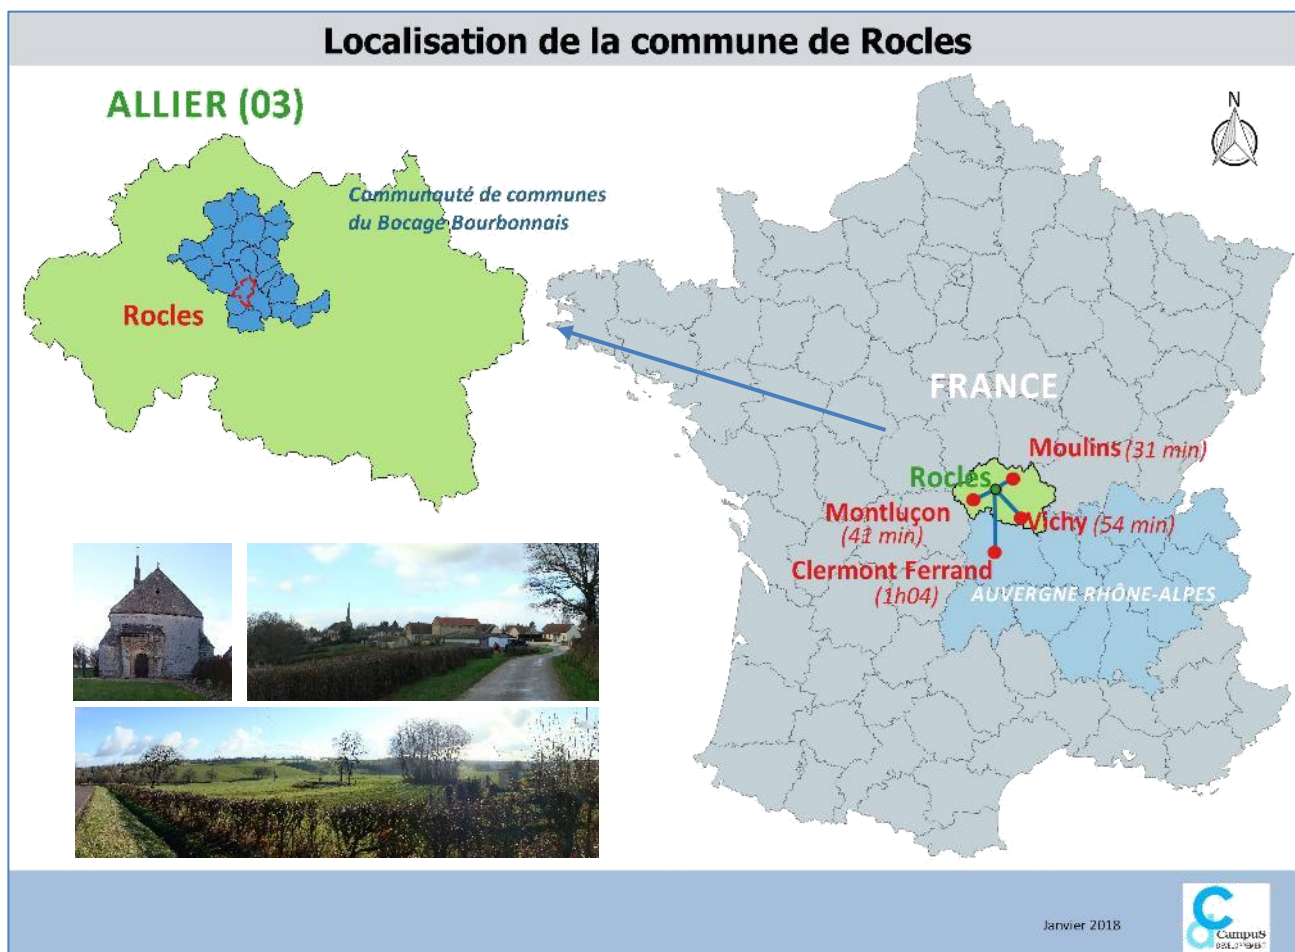 Localisation de la commune de Rocles
ALLIER (03)
Communauté de communes
du Bocage Bourbonnais
Rocles
N
FRANCE
Moulins (31 min)
Rocles
Montluçon
(41 min)
Vichy (54 min)
Clermont Ferrand
(1h04)
AUVERGNE RHÔNE-ALPES
Janvier 2018
CAMPUS
DEVELOPPEMENT